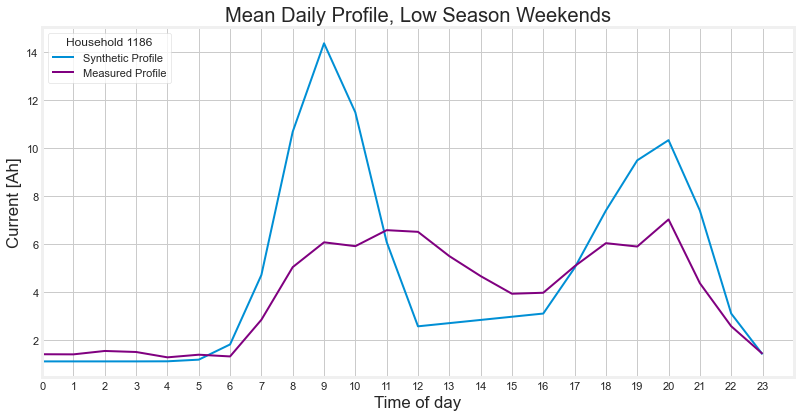 Mean Daily Profile, Low Season Weekends
Household 1186
Synthetic Profile
Measured Profile
Current [Ah]
14
12
10
8
6
4
2
0 1 2 3 4 5 6 7 8 9 10 11 12 13 14 15 16 17 18 19 20 21 22 23
Time of day